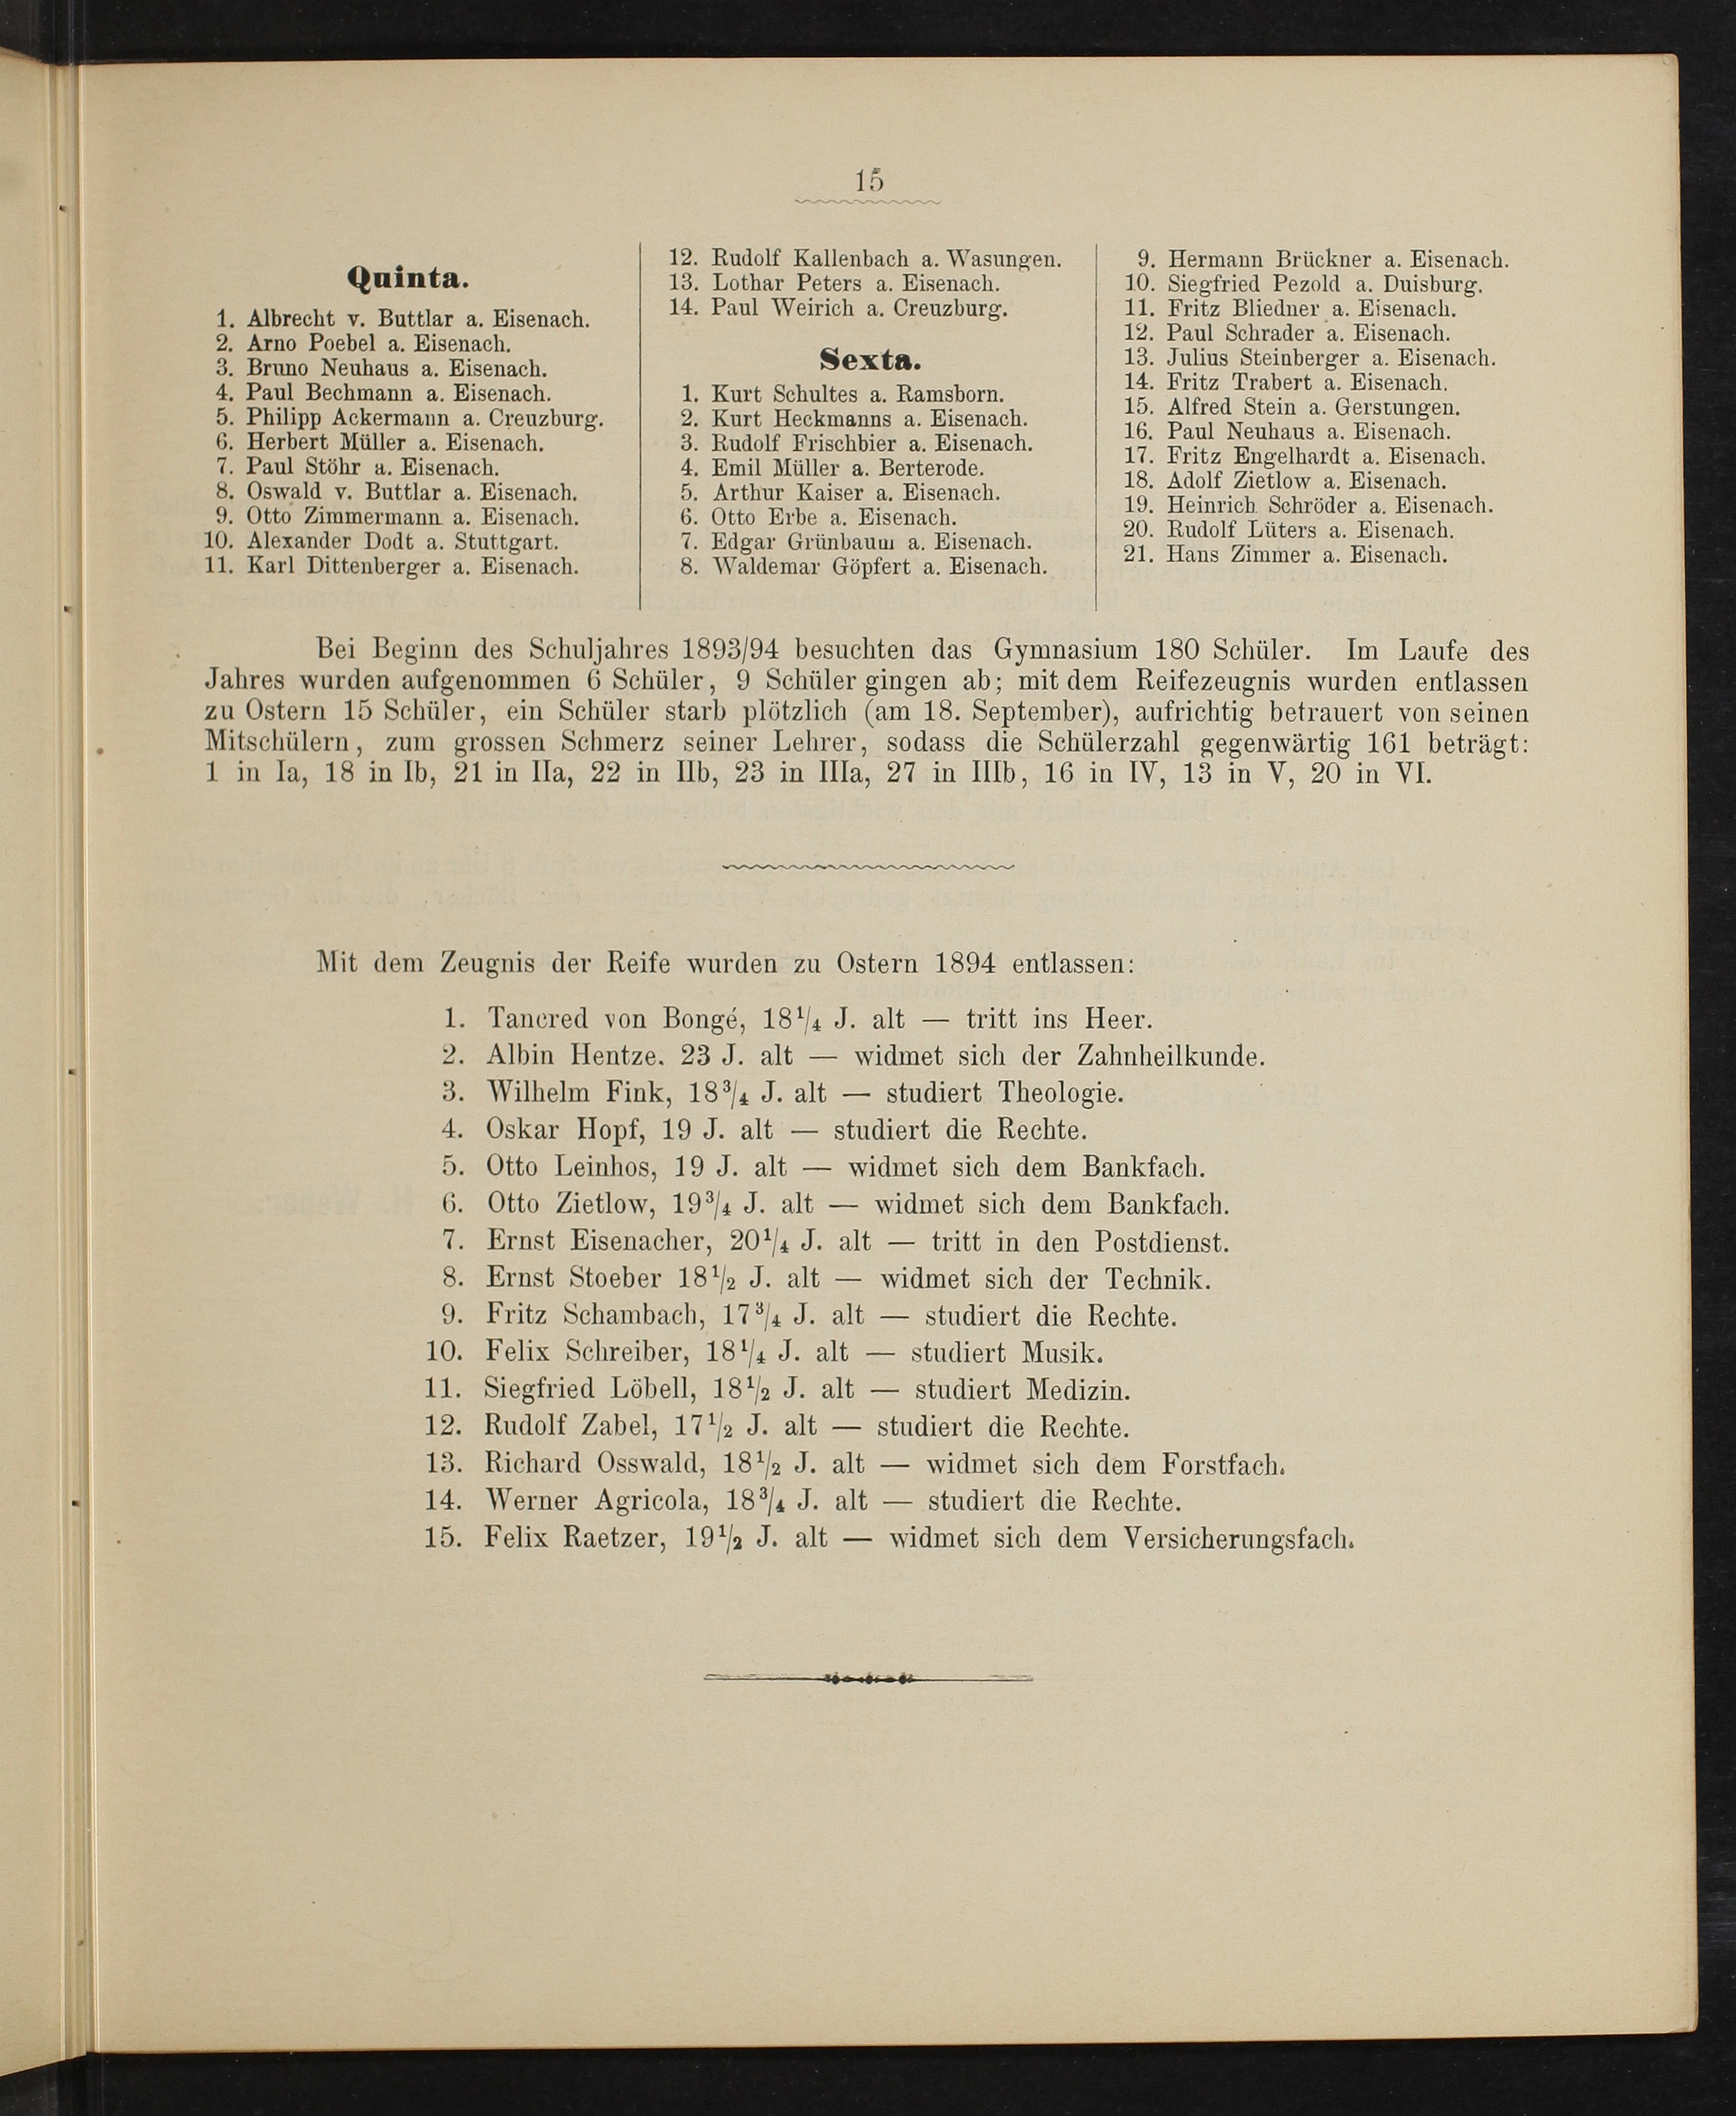 15
Quinta.
1. Albrecht v. Buttlar a. Eisenach.
2. Arno Poebel a. Eisenach.
3. Bruno Neuhaus a. Eisenach.
4. Paul Bechmann a. Eisenach.
5. Philipp Ackermann a. Creuzburg.
6. Herbert Müller a. Eisenach.
7. Paul Stöhr a. Eisenach.
8. Oswald v. Buttlar a. Eisenach.
9. Otto Zimmermann a. Eisenach.
10. Alexander Dodt a. Stuttgart.
11. Karl Dittenberger a. Eisenach.
12. Rudolf Kallenbach a. Wasungen.
13. Lothar Peters a. Eisenach.
14. Paul Weirich a. Creuzburg.
Sexta.
1. Kurt Schultes a. Ramsborn.
2. Kurt Heckmanns a. Eisenach.
3. Rudolf Frischbier a. Eisenach.
4. Emil Müller a. Berterode.
5. Arthur Kaiser a. Eisenach.
6. Otto Erbe a. Eisenach.
7. Edgar Grünbaum a. Eisenach.
8. Waldemar Göpfert a. Eisenach.
9. Hermann Brückner a. Eisenach.
10. Siegfried Pezold a. Duisburg.
11. Fritz Bliedner a. Eisenach.
12. Paul Schrader a. Eisenach.
13. Julius Steinberger a. Eisenach.
14. Fritz Trabert a. Eisenach.
15. Alfred Stein a. Gerstungen.
16. Paul Neuhaus a. Eisenach.
17. Fritz Engelhardt a. Eisenach.
18. Adolf Zietlow a. Eisenach.
19. Heinrich Schröder a. Eisenach.
20. Rudolf Lüters a. Eisenach.
21. Hans Zimmer a. Eisenach.
Bei Beginn des Schuljahres 1893/94 besuchten das Gymnasium 180 Schüler. Im Laufe des
Jahres wurden aufgenommen 6 Schüler, 9 Schüler gingen ab; mit dem Reifezeugnis wurden entlassen
zu Ostern 15 Schüler, ein Schüler starb plötzlich (am 18. September), aufrichtig betrauert von seinen
Mitschülern, zum grossen Schmerz seiner Lehrer, sodass die Schülerzahl gegenwärtig 161 beträgt:
1 in Ia, 18 in Ib, 21 in IIa, 22 in IIb, 23 in IIIa, 27 in IIIb, 16 in IV, 13 in V, 20 in VI.
Mit dem Zeugnis der Reife wurden zu Ostern 1894 entlassen:
1. Tancred von Bongé, 18¹/₄ J. alt — tritt ins Heer.
2. Albin Hentze. 23 J. alt — widmet sich der Zahnheilkunde.
3. Wilhelm Fink, 18³/₄ J. alt — studiert Theologie.
4. Oskar Hopf, 19 J. alt — studiert die Rechte.
5. Otto Leinhos, 19 J. alt — widmet sich dem Bankfach.
6. Otto Zietlow, 19³/₄ J. alt — widmet sich dem Bankfach.
7. Ernst Eisenacher, 20¹/₄ J. alt — tritt in den Postdienst.
8. Ernst Stoeber 18¹/₂ J. alt — widmet sich der Technik.
9. Fritz Schambach, 17³/₄ J. alt — studiert die Rechte.
10. Felix Schreiber, 18¹/₄ J. alt — studiert Musik.
11. Siegfried Löbell, 18¹/₂ J. alt — studiert Medizin.
12. Rudolf Zabel, 17¹/₂ J. alt — studiert die Rechte.
13. Richard Osswald, 18¹/₂ J. alt — widmet sich dem Forstfach.
14. Werner Agricola, 18³/₄ J. alt — studiert die Rechte.
15. Felix Raetzer, 19¹/₂ J. alt — widmet sich dem Versicherungsfach.